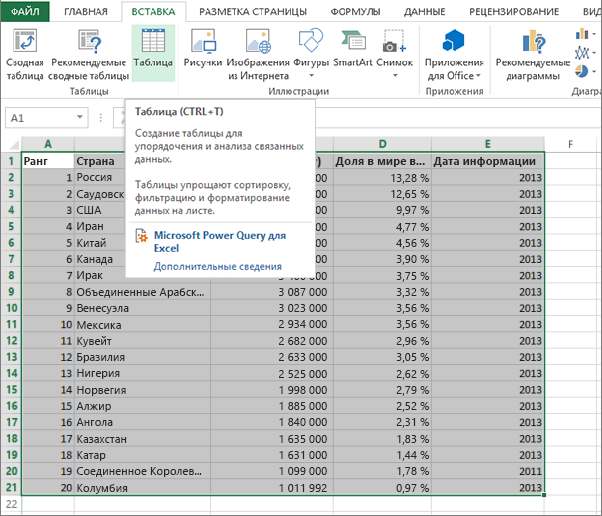 ФАЙЛ ГЛАВНАЯ ВСТАВКА РАЗМЕТКА СТРАНИЦЫ ФОРМУЛЫ ДАННЫЕ РЕЦЕНЗИРОВАНИЕ ВИД
Сводная таблица
Рекомендуемые сводные таблицы
Таблица
Рисунки
Изображения из Интернета
Фигуры
SmartArt
Снимок
Приложения для Office
Рекомендуемые диаграммы
Таблицы Иллюстрации Приложения Диагра
A1
Таблица (CTRL+T)
Создание таблицы для
упорядочения и анализа связанных
данных.
Таблицы упрощают сортировку,
фильтрацию и форматирование
данных на листе.
Microsoft Power Query для
Excel
Дополнительные сведения
A D E F
1 Ранг Страна Доля в мире в... Дата информации
2 1 Россия 13,28 % 2013
3 2 Саудовск 12,65 % 2013
4 3 США 9,97 % 2013
5 4 Иран 4,77 % 2013
6 5 Китай 4,56 % 2013
7 6 Канада 3,90 % 2013
8 7 Ирак 3,75 % 2013
9 8 Объединенные Арабск... 3 087 000 3,32 % 2013
10 9 Венесуэла 3 023 000 3,56 % 2013
11 10 Мексика 2 934 000 3,56 % 2013
12 11 Кувейт 2 682 000 2,96 % 2013
13 12 Бразилия 2 633 000 3,05 % 2013
14 13 Нигерия 2 525 000 2,62 % 2013
15 14 Норвегия 1 998 000 2,79 % 2013
16 15 Алжир 1 885 000 2,52 % 2013
17 16 Ангола 1 840 000 2,31 % 2013
18 17 Казахстан 1 635 000 1,83 % 2013
19 18 Катар 1 631 000 1,44 % 2013
20 19 Соединенное Королев... 1 099 000 1,78 % 2011
21 20 Колумбия 1 011 992 0,97 % 2013
22